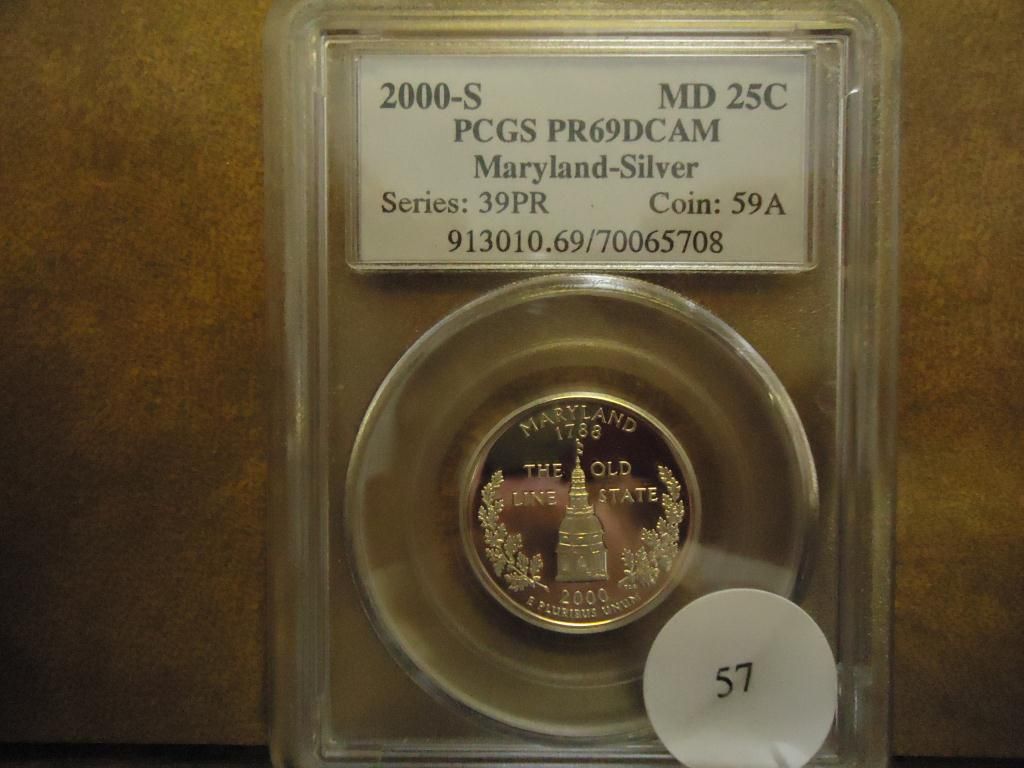 2000-S MD 25C
PCGS PR69DCAM
Maryland-Silver
Series: 39PR Coin: 59A
913010.69/70065708
MARYLAND
1788
THE OLD
LINE STATE
2000
E PLURIBUS UNUM
57